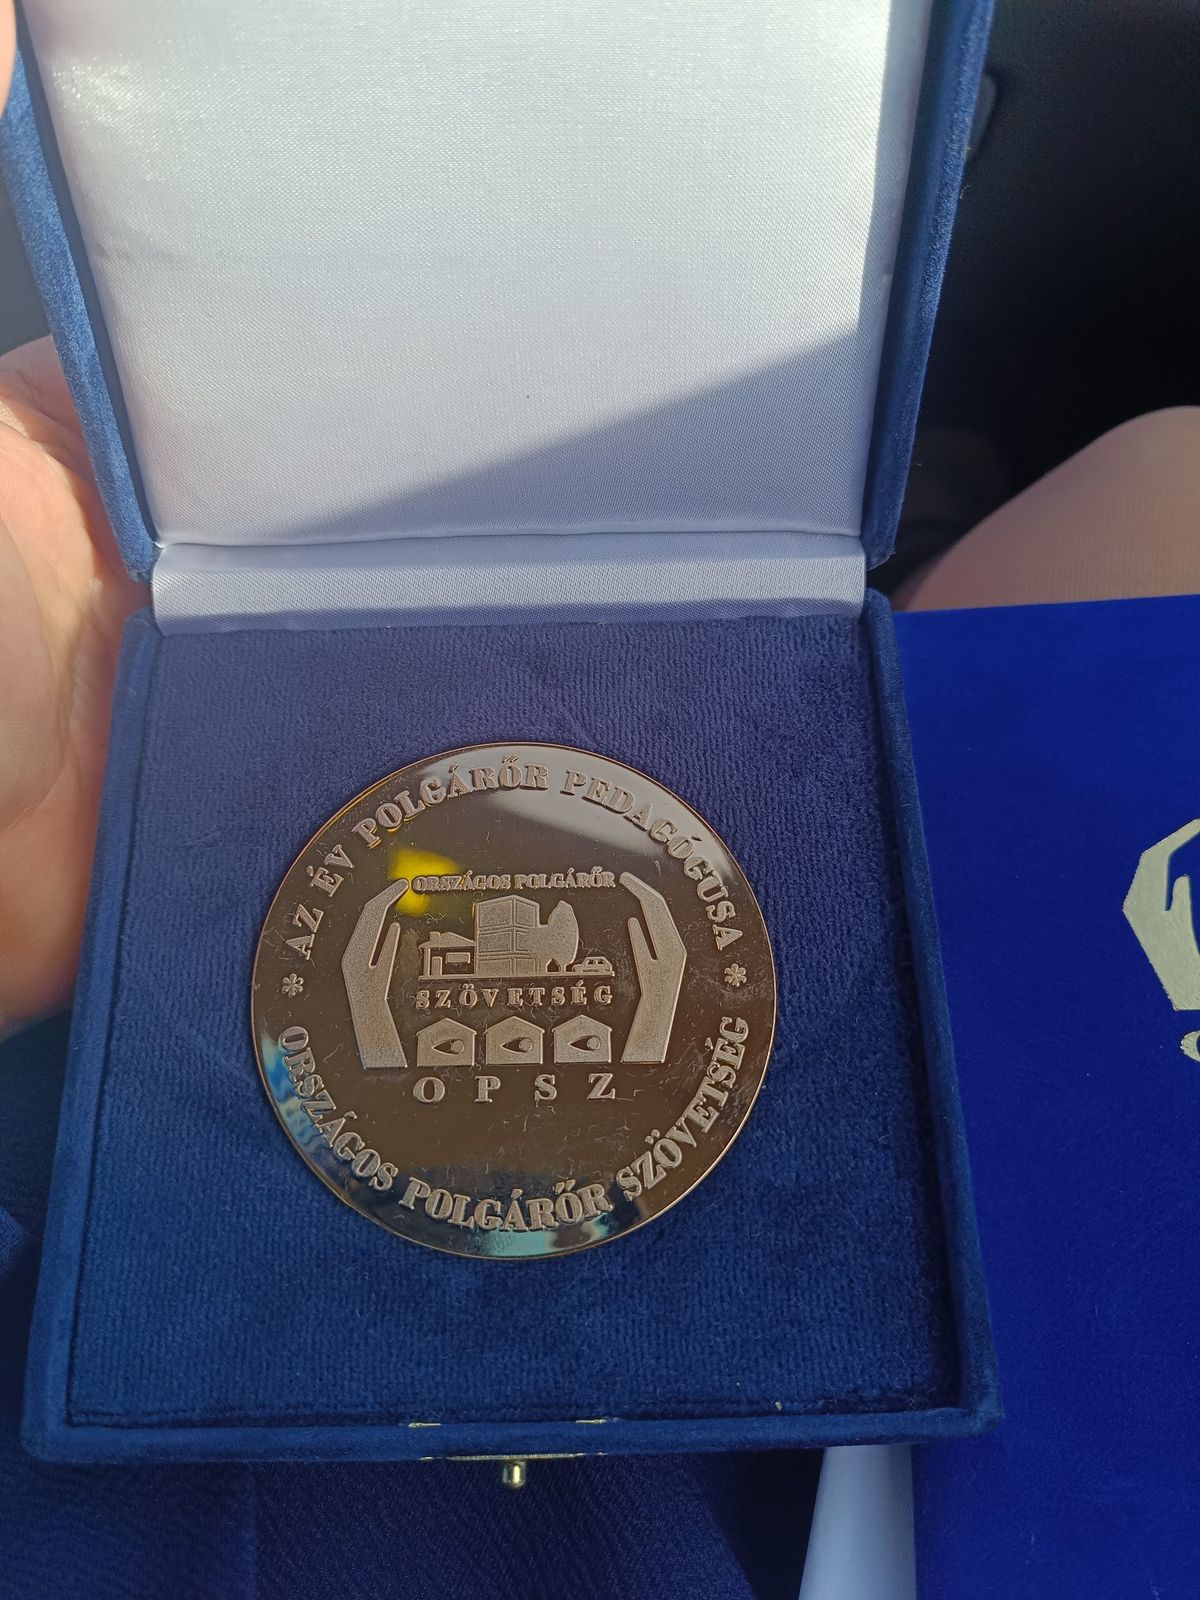 * AZ ÉV POLGÁRŐR PEDAGÓGUSA *
ORSZÁGOS POLGÁRŐR
SZÖVETSÉG
OPSZ
ORSZÁGOS POLGÁRŐR SZÖVETSÉG